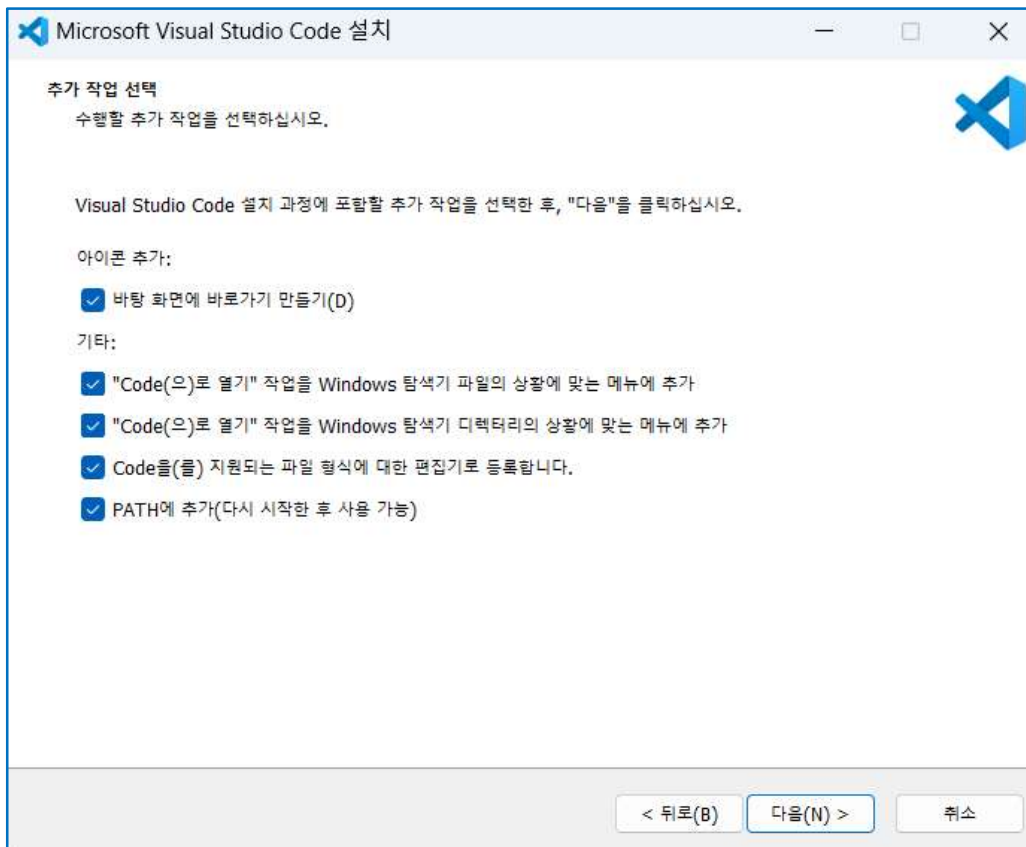 Microsoft Visual Studio Code 설치
추가 작업 선택
수행할 추가 작업을 선택하십시오.
Visual Studio Code 설치 과정에 포함할 추가 작업을 선택한 후, "다음"을 클릭하십시오.
아이콘 추가:
바탕 화면에 바로가기 만들기(D)
기타:
"Code(으)로 열기" 작업을 Windows 탐색기 파일의 상황에 맞는 메뉴에 추가
"Code(으)로 열기" 작업을 Windows 탐색기 디렉터리의 상황에 맞는 메뉴에 추가
Code을(를) 지원되는 파일 형식에 대한 편집기로 등록합니다.
PATH에 추가(다시 시작한 후 사용 가능)
< 뒤로(B) 다음(N) > 취소